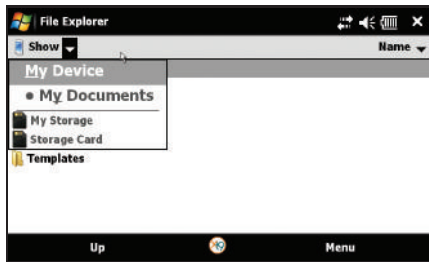 File Explorer
Show
Name
My Device
• My Documents
My Storage
Storage Card
Templates
Up
Menu